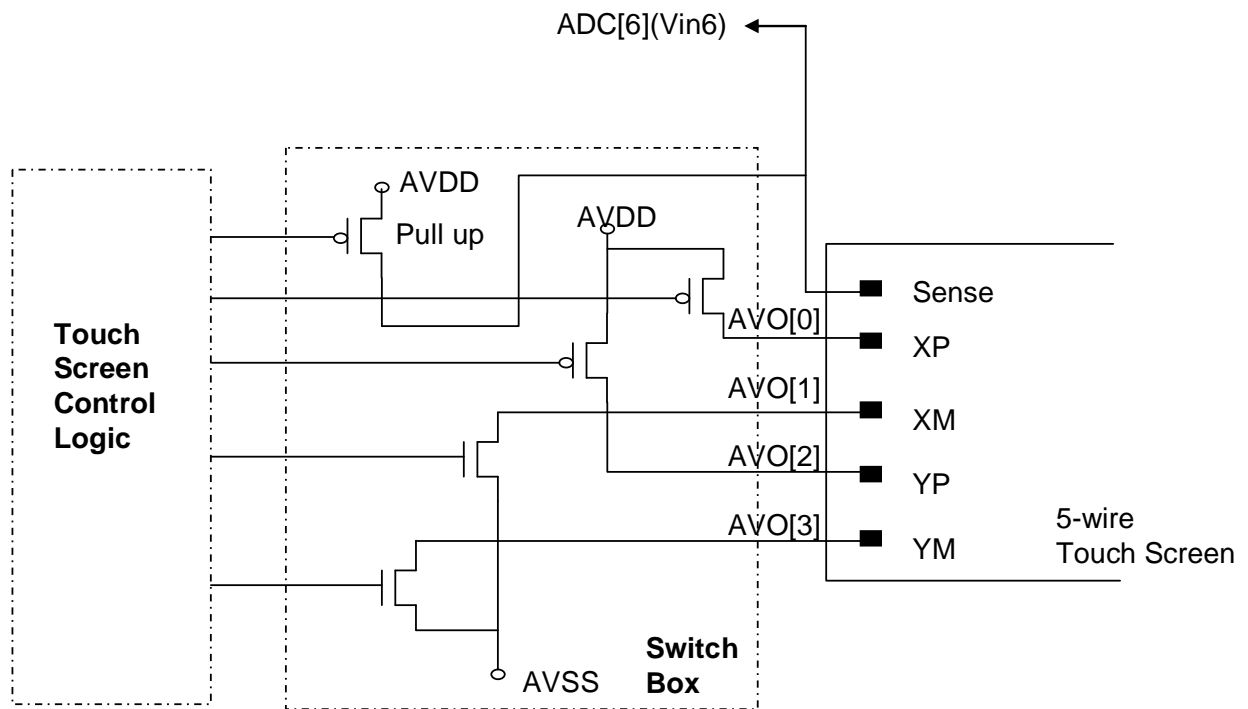 ADC[6](Vin6)
AVDD
Pull up
AVDD
Touch
Screen
Control
Logic
AVO[0]
AVO[1]
AVO[2]
AVO[3]
Sense
XP
XM
YP
YM
5-wire
Touch Screen
Switch
Box
AVSS